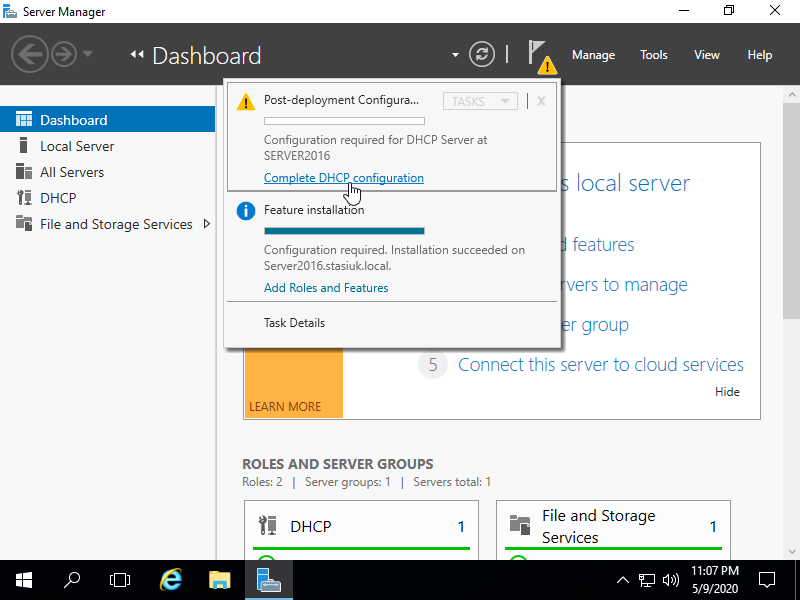 Server Manager
Dashboard
Manage
Tools
View
Help
Dashboard
Local Server
All Servers
DHCP
File and Storage Services
Post-deployment Configura...
TASKS
Configuration required for DHCP Server at
SERVER2016
Complete DHCP configuration
Feature installation
Configuration required. Installation succeeded on
Server2016.stasiuk.local.
Add Roles and Features
Task Details
local server
features
to manage
group
5 Connect this server to cloud services
Hide
LEARN MORE
ROLES AND SERVER GROUPS
Roles: 2 | Server groups: 1 | Servers total: 1
DHCP 1
File and Storage
Services 1
11:07 PM
5/9/2020